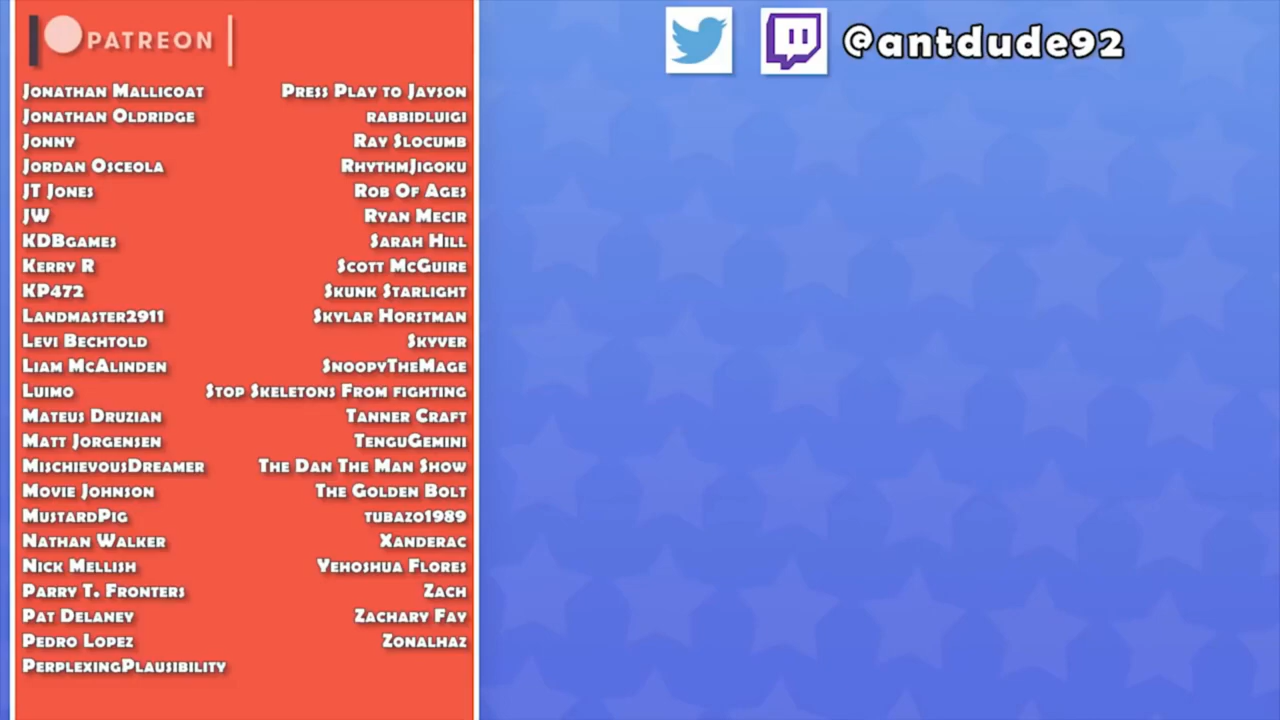 PATREON
@antdude92
Jonathan Mallicoat
Jonathan Oldridge
Jonny
Jordan Osceola
JT Jones
JW
KDBgames
Kerry R
KP472
Landmaster2911
Levi Bechtold
Liam McAlinden
Luimo
Mateus Druzian
Matt Jorgensen
MischievousDreamer
Movie Johnson
MustardPig
Nathan Walker
Nick Mellish
Parry T. Fronters
Pat Delaney
Pedro Lopez
PerplexingPlausibility
Press Play to Jayson
rabbidluigi
Ray Slocumb
RhythmJigoku
Rob Of Ages
Ryan Mecir
Sarah Hill
Scott McGuire
Skunk Starlight
Skylar Horstman
Skyver
SnoopyTheMage
Stop Skeletons From fighting
Tanner Craft
TenguGemini
The Dan The Man Show
The Golden Bolt
tubazo1989
Xanderac
Yehoshua Flores
Zach
Zachary Fay
Zonalhaz